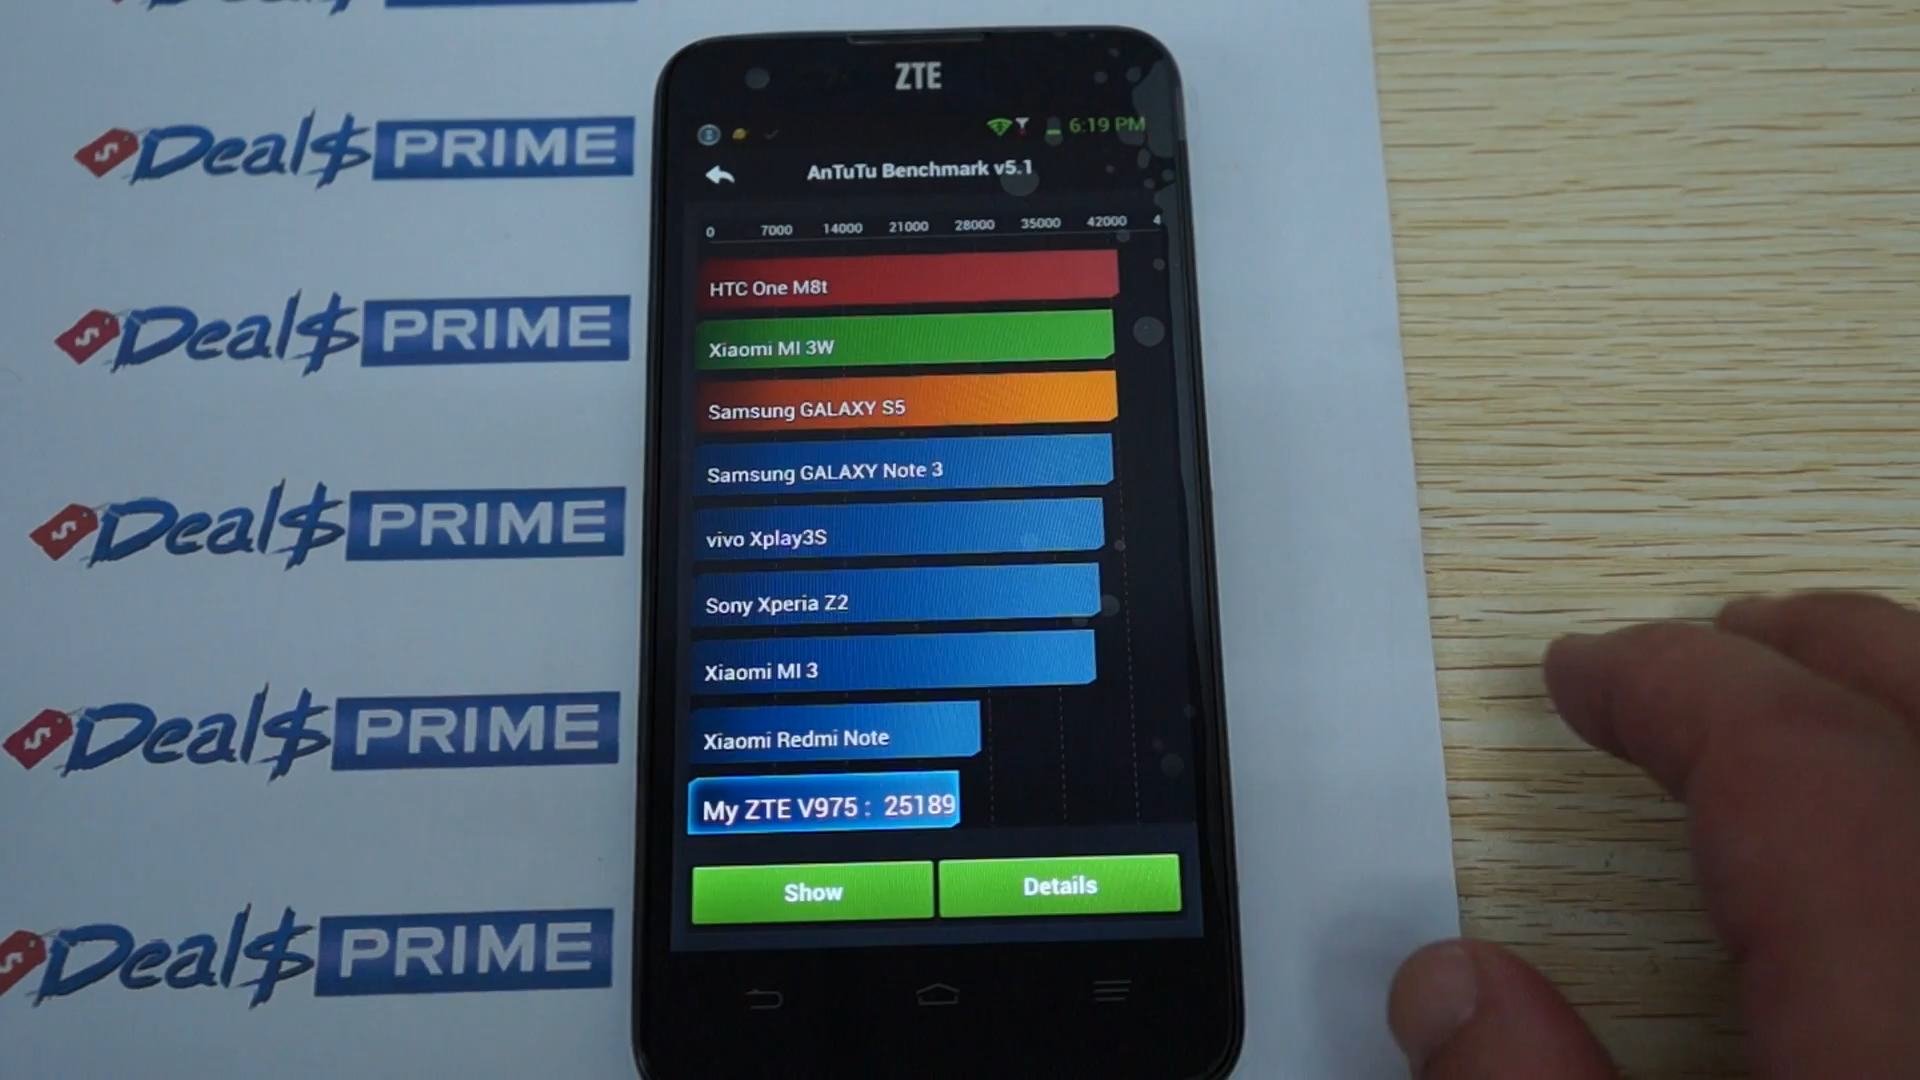 ZTE
6:19 PM
AnTuTu Benchmark v5.1
0 7000 14000 21000 28000 35000 42000 4
HTC One M8t
Xiaomi MI 3W
Samsung GALAXY S5
Samsung GALAXY Note 3
vivo Xplay3S
Sony Xperia Z2
Xiaomi MI 3
Xiaomi Redmi Note
My ZTE V975 : 25189
Show Details
Deal$ PRIME
Deal$ PRIME
Deal$ PRIME
Deal$ PRIME
Deal$ PRIME